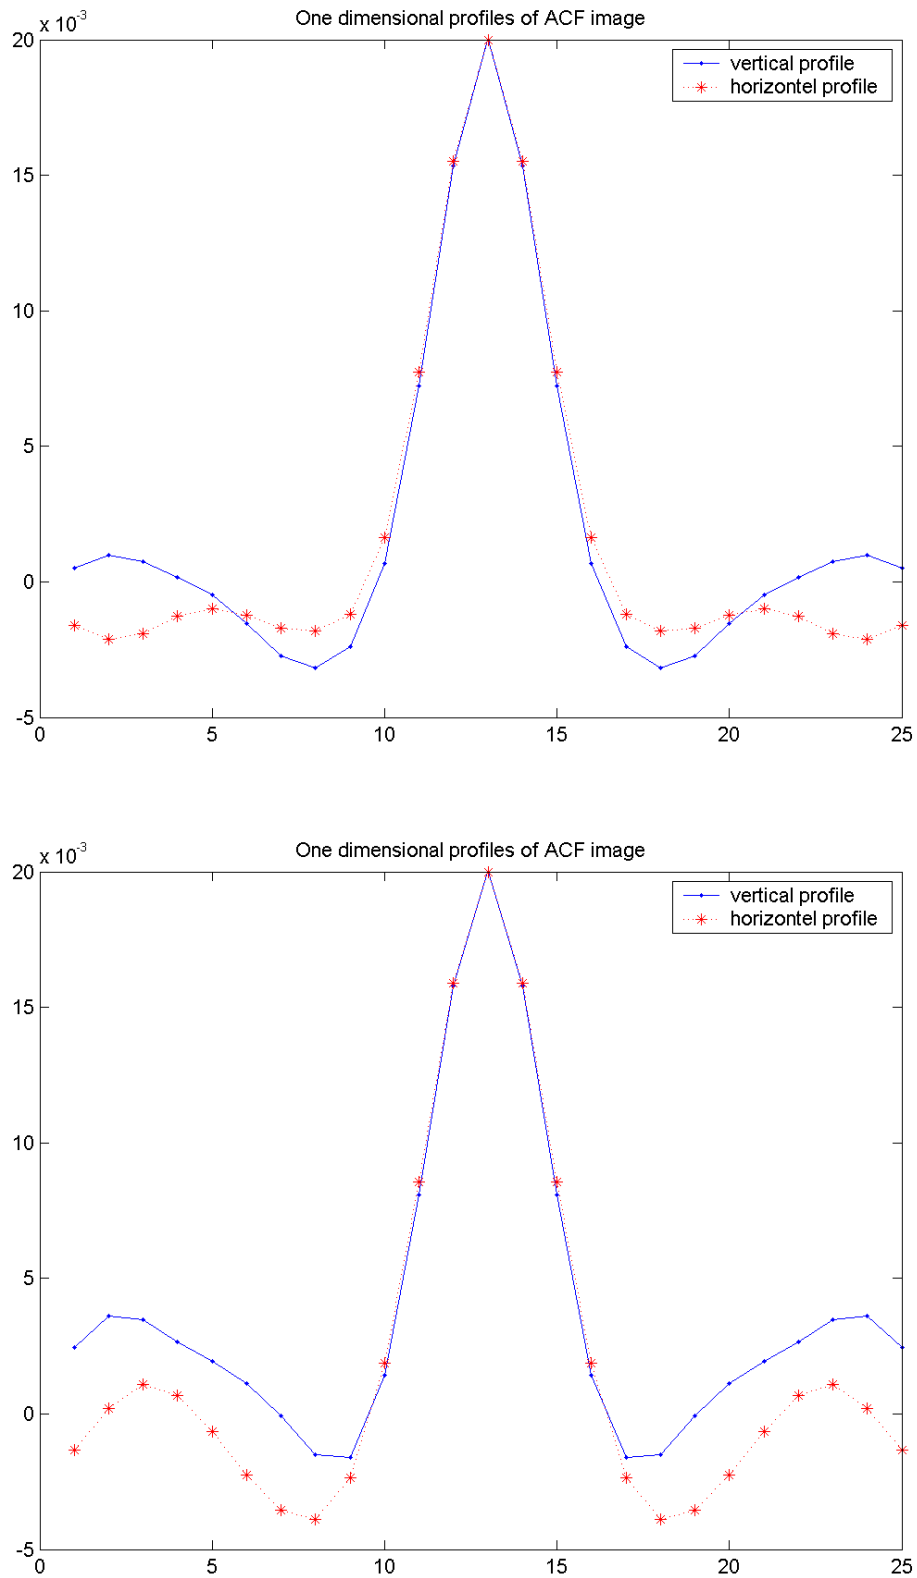 One dimensional profiles of ACF image
x 10-3
20
vertical profile
horizontel profile
15
10
5
0
-5
0 5 10 15 20 25
One dimensional profiles of ACF image
x 10-3
20
vertical profile
horizontel profile
15
10
5
0
-5
0 5 10 15 20 25